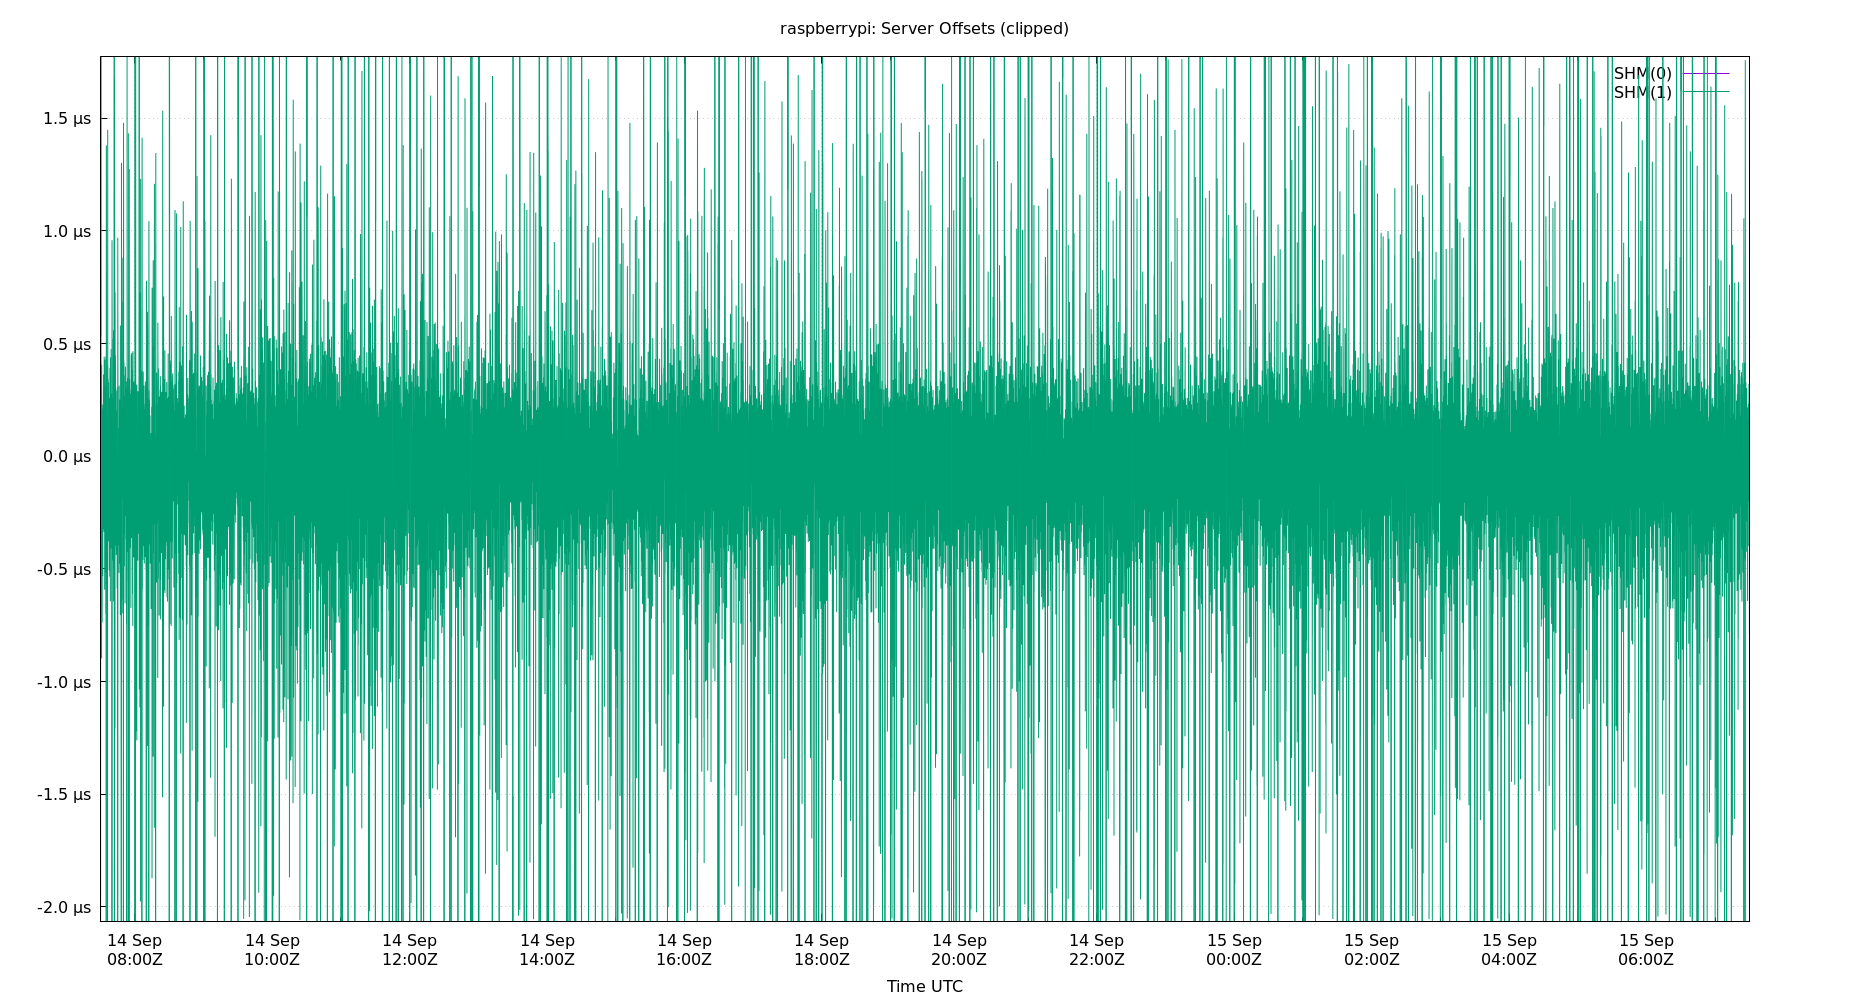 raspberrypi: Server Offsets (clipped)
SHM(0)
SHM(1)
1.5 µs
1.0 µs
0.5 µs
0.0 µs
-0.5 µs
-1.0 µs
-1.5 µs
-2.0 µs
14 Sep 14 Sep 14 Sep 14 Sep 14 Sep 14 Sep 14 Sep 14 Sep 15 Sep 15 Sep 15 Sep 15 Sep
08:00Z 10:00Z 12:00Z 14:00Z 16:00Z 18:00Z 20:00Z 22:00Z 00:00Z 02:00Z 04:00Z 06:00Z
Time UTC